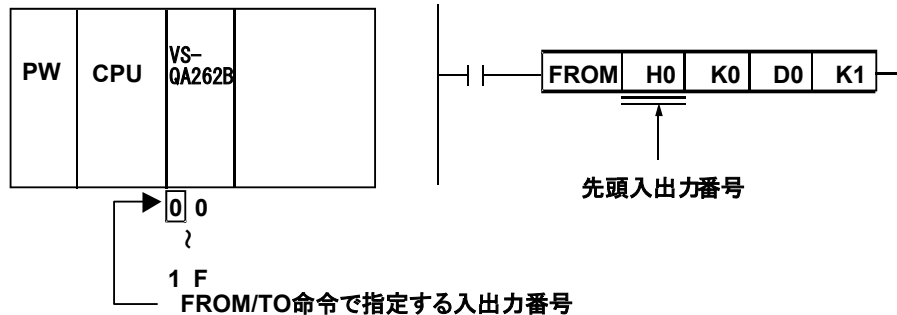 PW CPU VS-QA262B
FROM H0 K0 D0 K1
先頭入出力番号
0 0
~
1 F
FROM/TO命令で指定する入出力番号